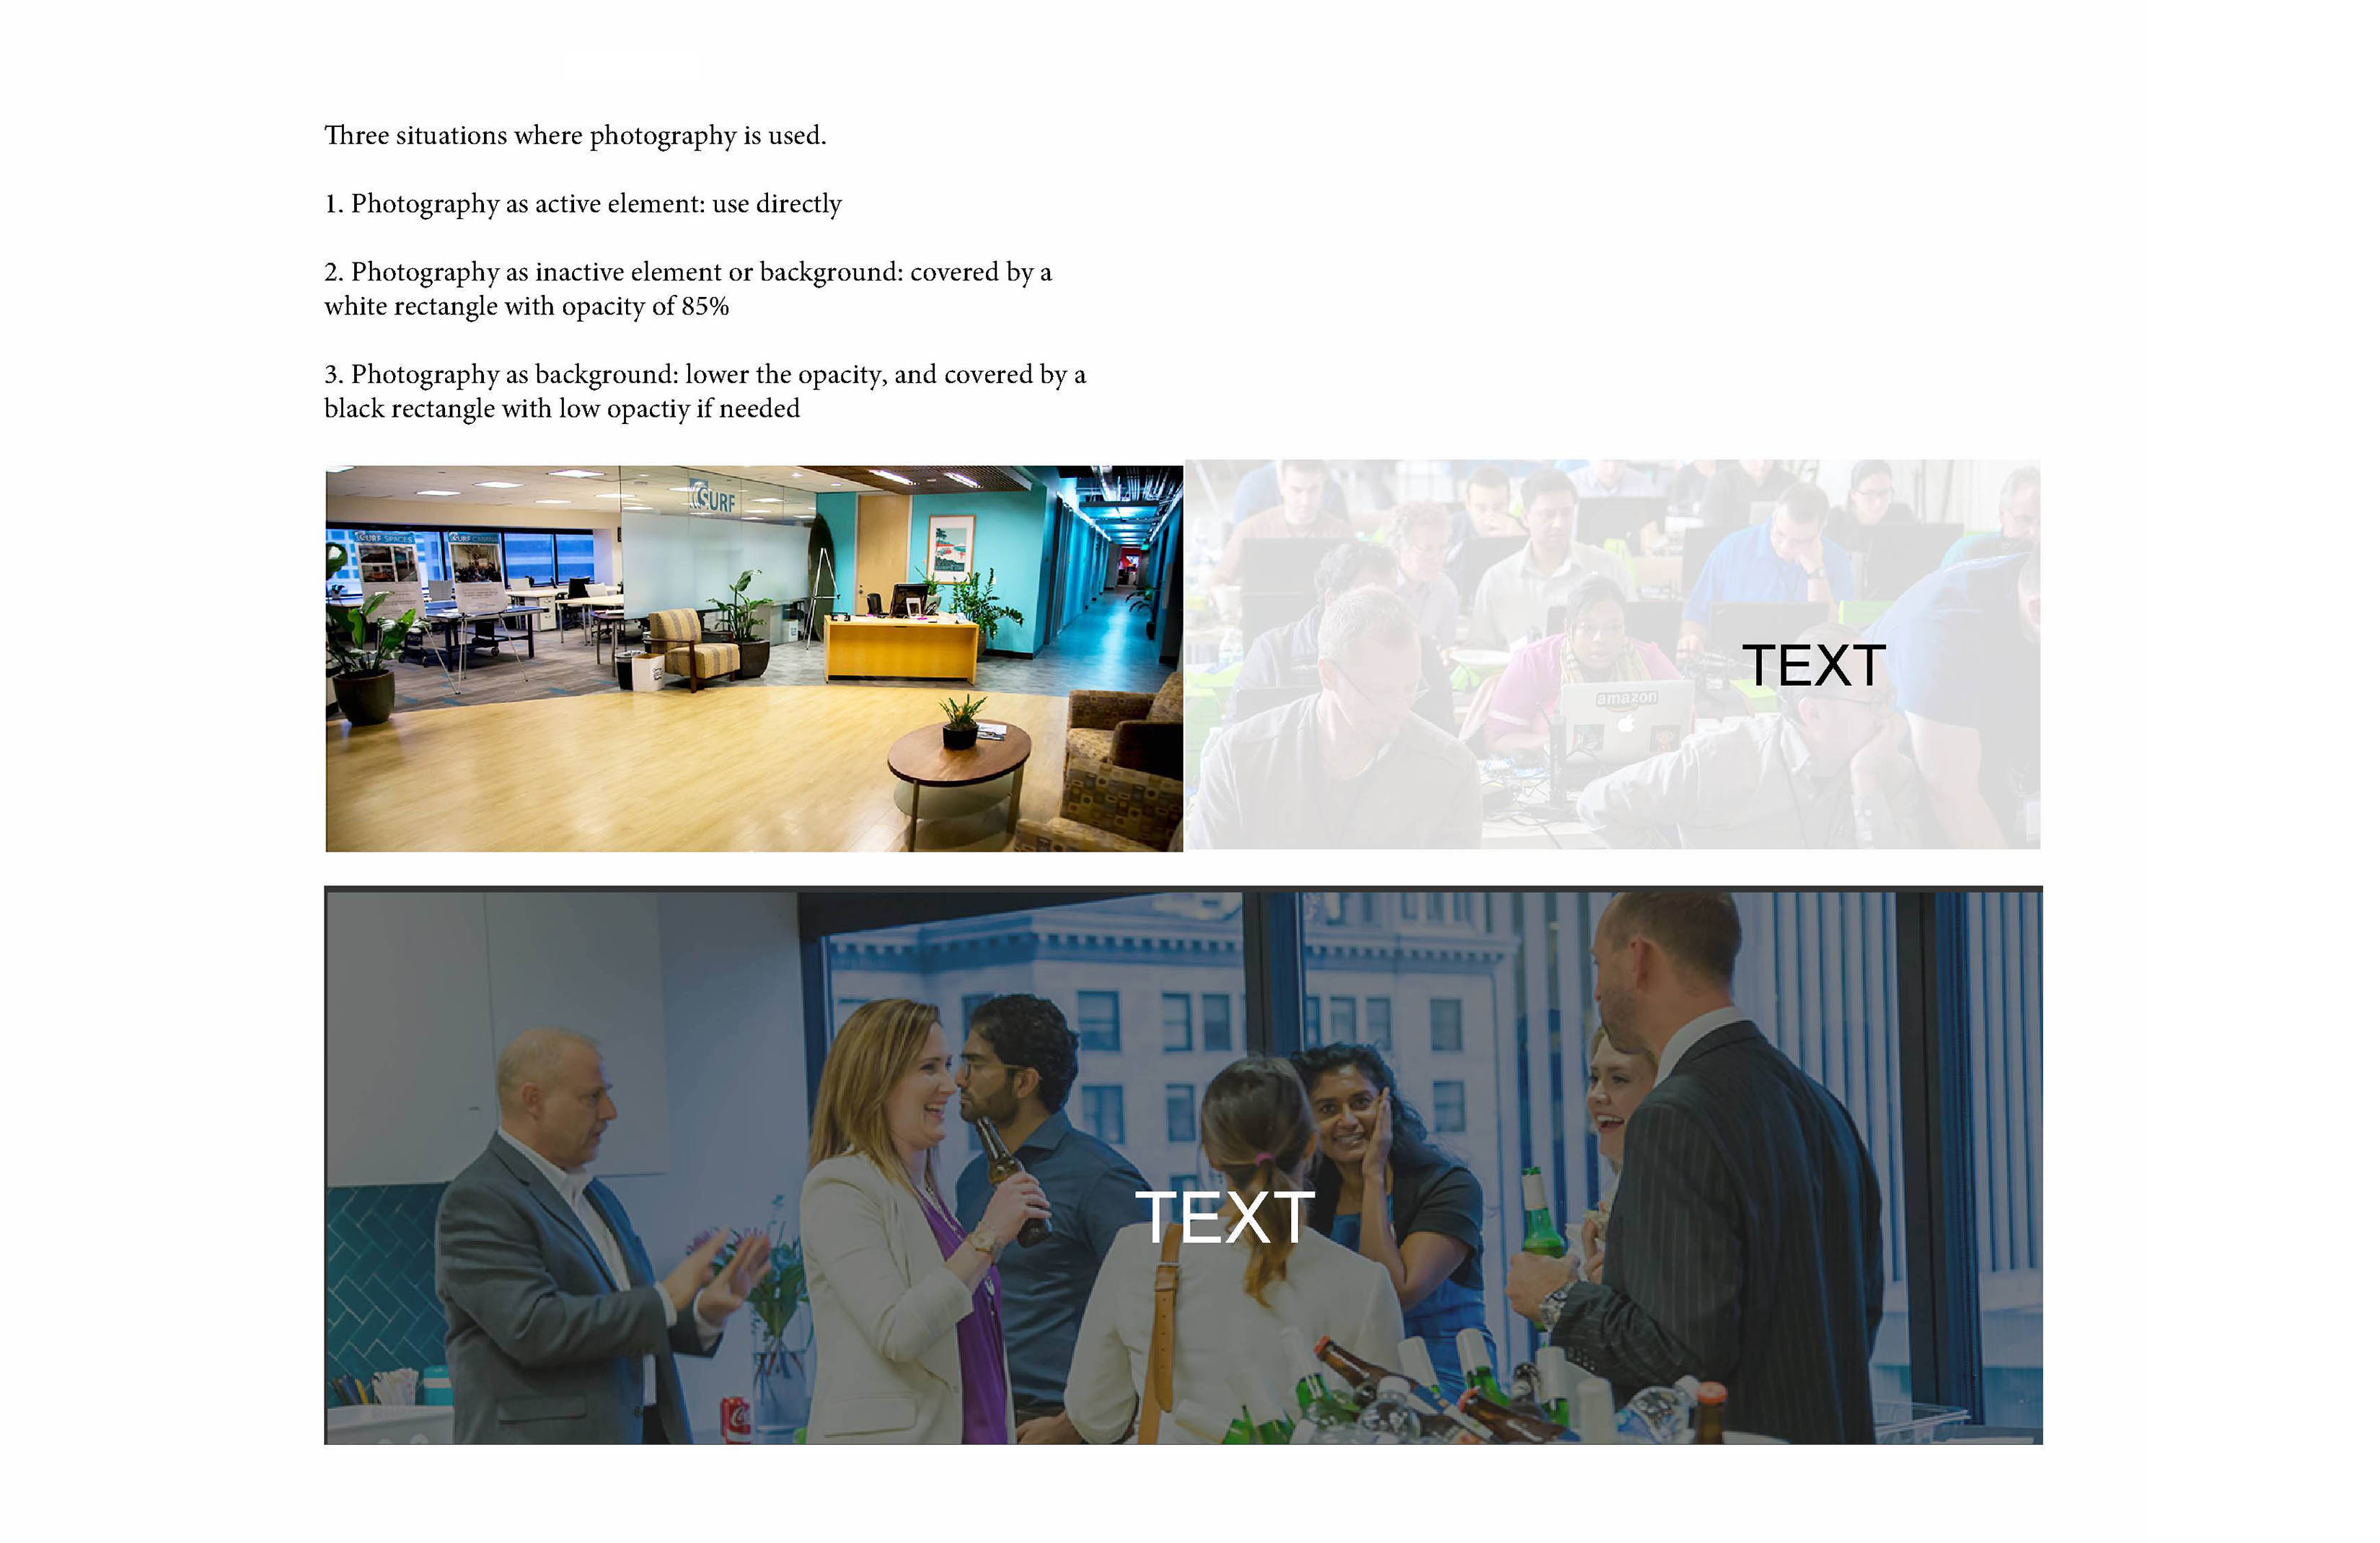 Three situations where photography is used.
1. Photography as active element: use directly
2. Photography as inactive element or background: covered by a
white rectangle with opacity of 85%
3. Photography as background: lower the opacity, and covered by a
black rectangle with low opactiy if needed
SURF
SURF SPACES
SURF
TEXT
amazon
TEXT